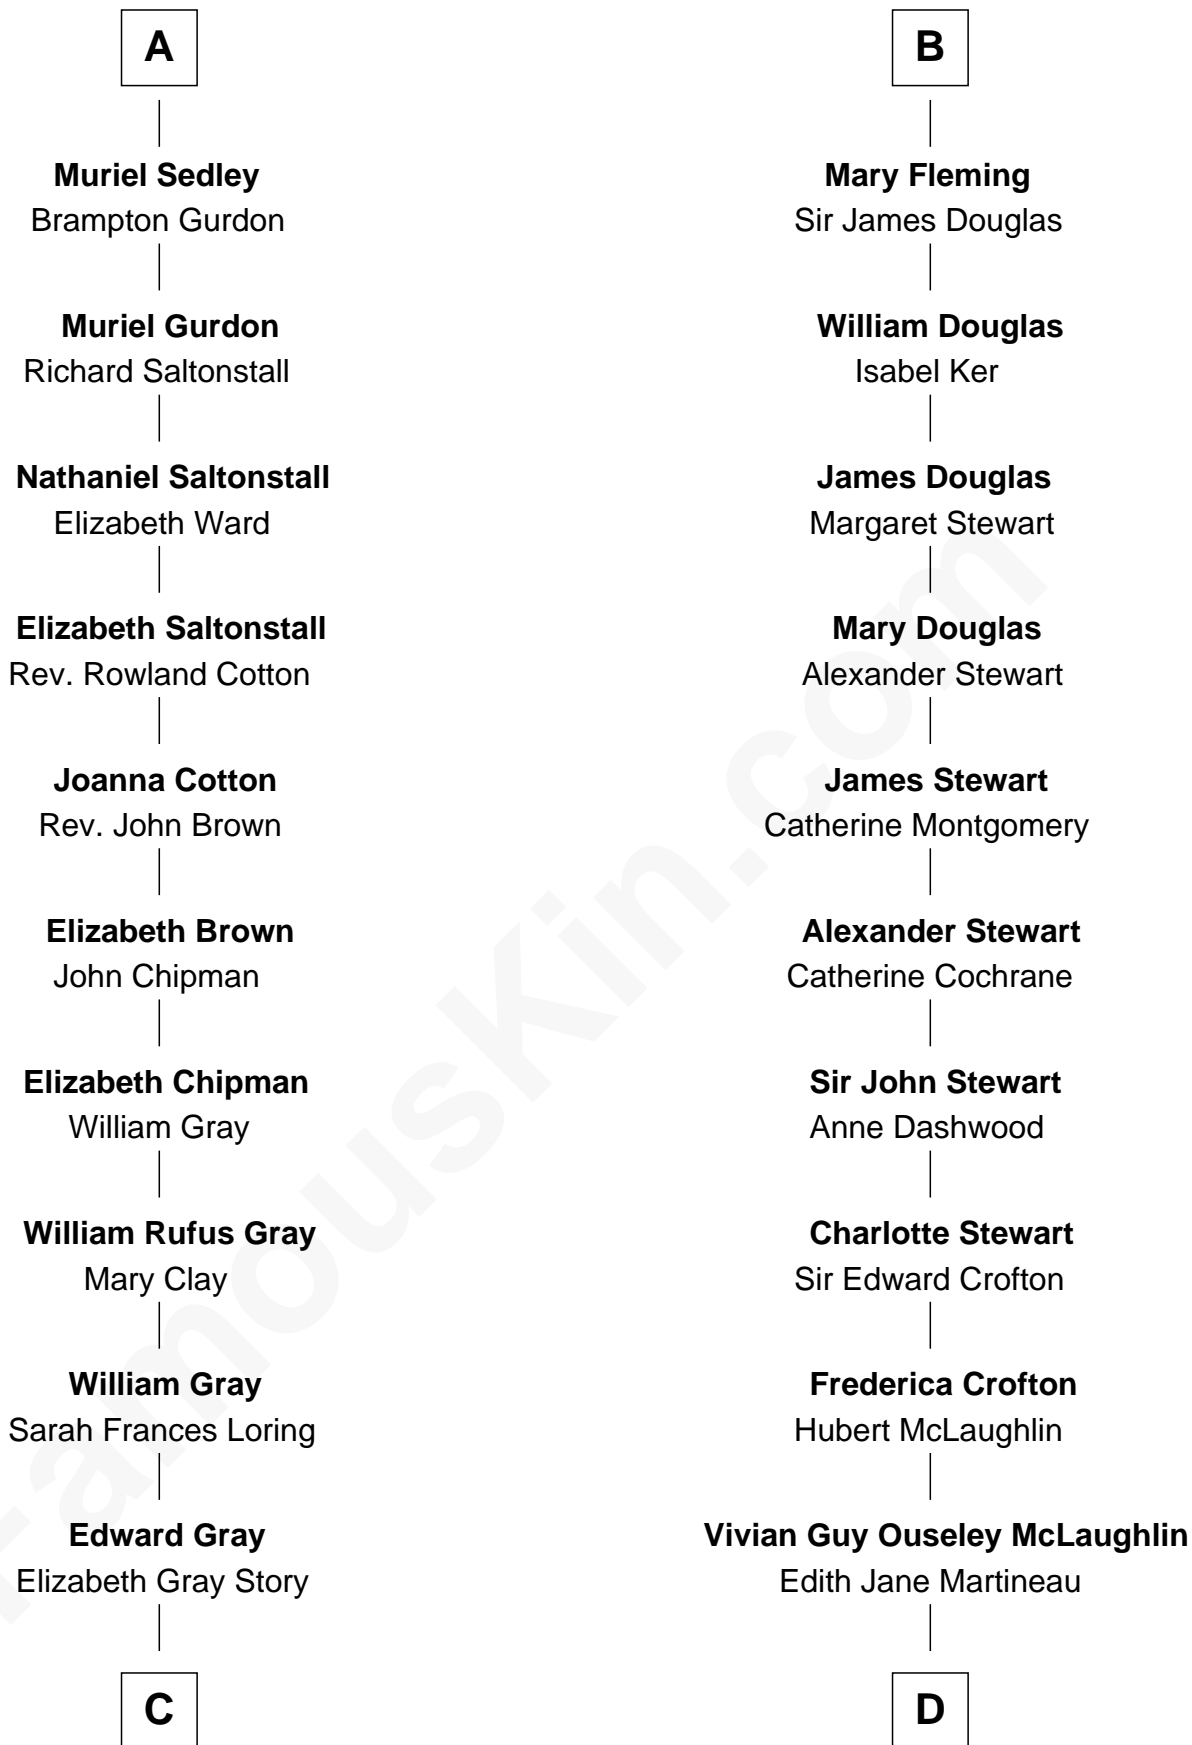 A
Muriel Sedley
Brampton Gurdon
Muriel Gurdon
Richard Saltonstall
Nathaniel Saltonstall
Elizabeth Ward
Elizabeth Saltonstall
Rev. Rowland Cotton
Joanna Cotton
Rev. John Brown
Elizabeth Brown
John Chipman
Elizabeth Chipman
William Gray
William Rufus Gray
Mary Clay
William Gray
Sarah Frances Loring
Edward Gray
Elizabeth Gray Story
C
B
Mary Fleming
Sir James Douglas
William Douglas
Isabel Ker
James Douglas
Margaret Stewart
Mary Douglas
Alexander Stewart
James Stewart
Catherine Montgomery
Alexander Stewart
Catherine Cochrane
Sir John Stewart
Anne Dashwood
Charlotte Stewart
Sir Edward Crofton
Frederica Crofton
Hubert McLaughlin
Vivian Guy Ouseley McLaughlin
Edith Jane Martineau
D
FamousKin.com